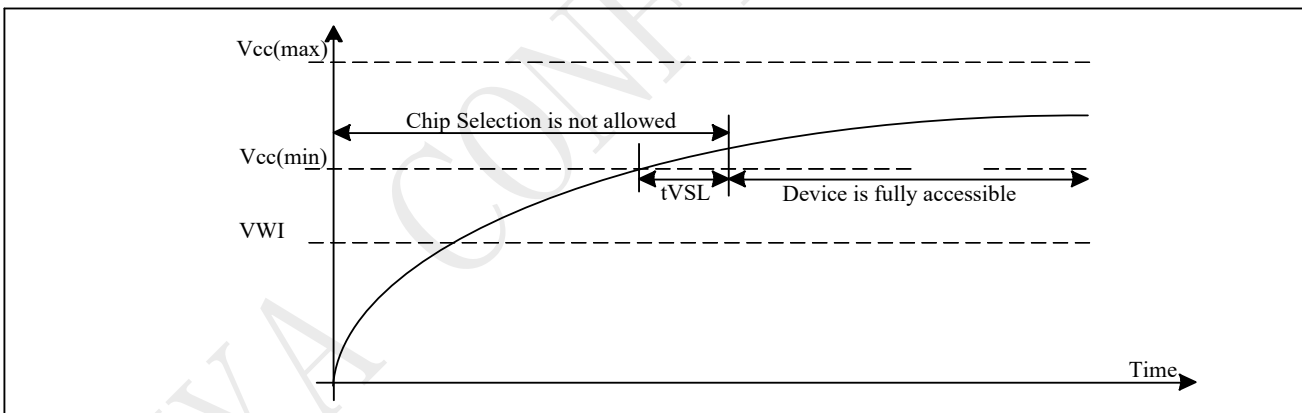 Vcc(max)
Chip Selection is not allowed
Vcc(min)
tVSL
Device is fully accessible
VWI
Time